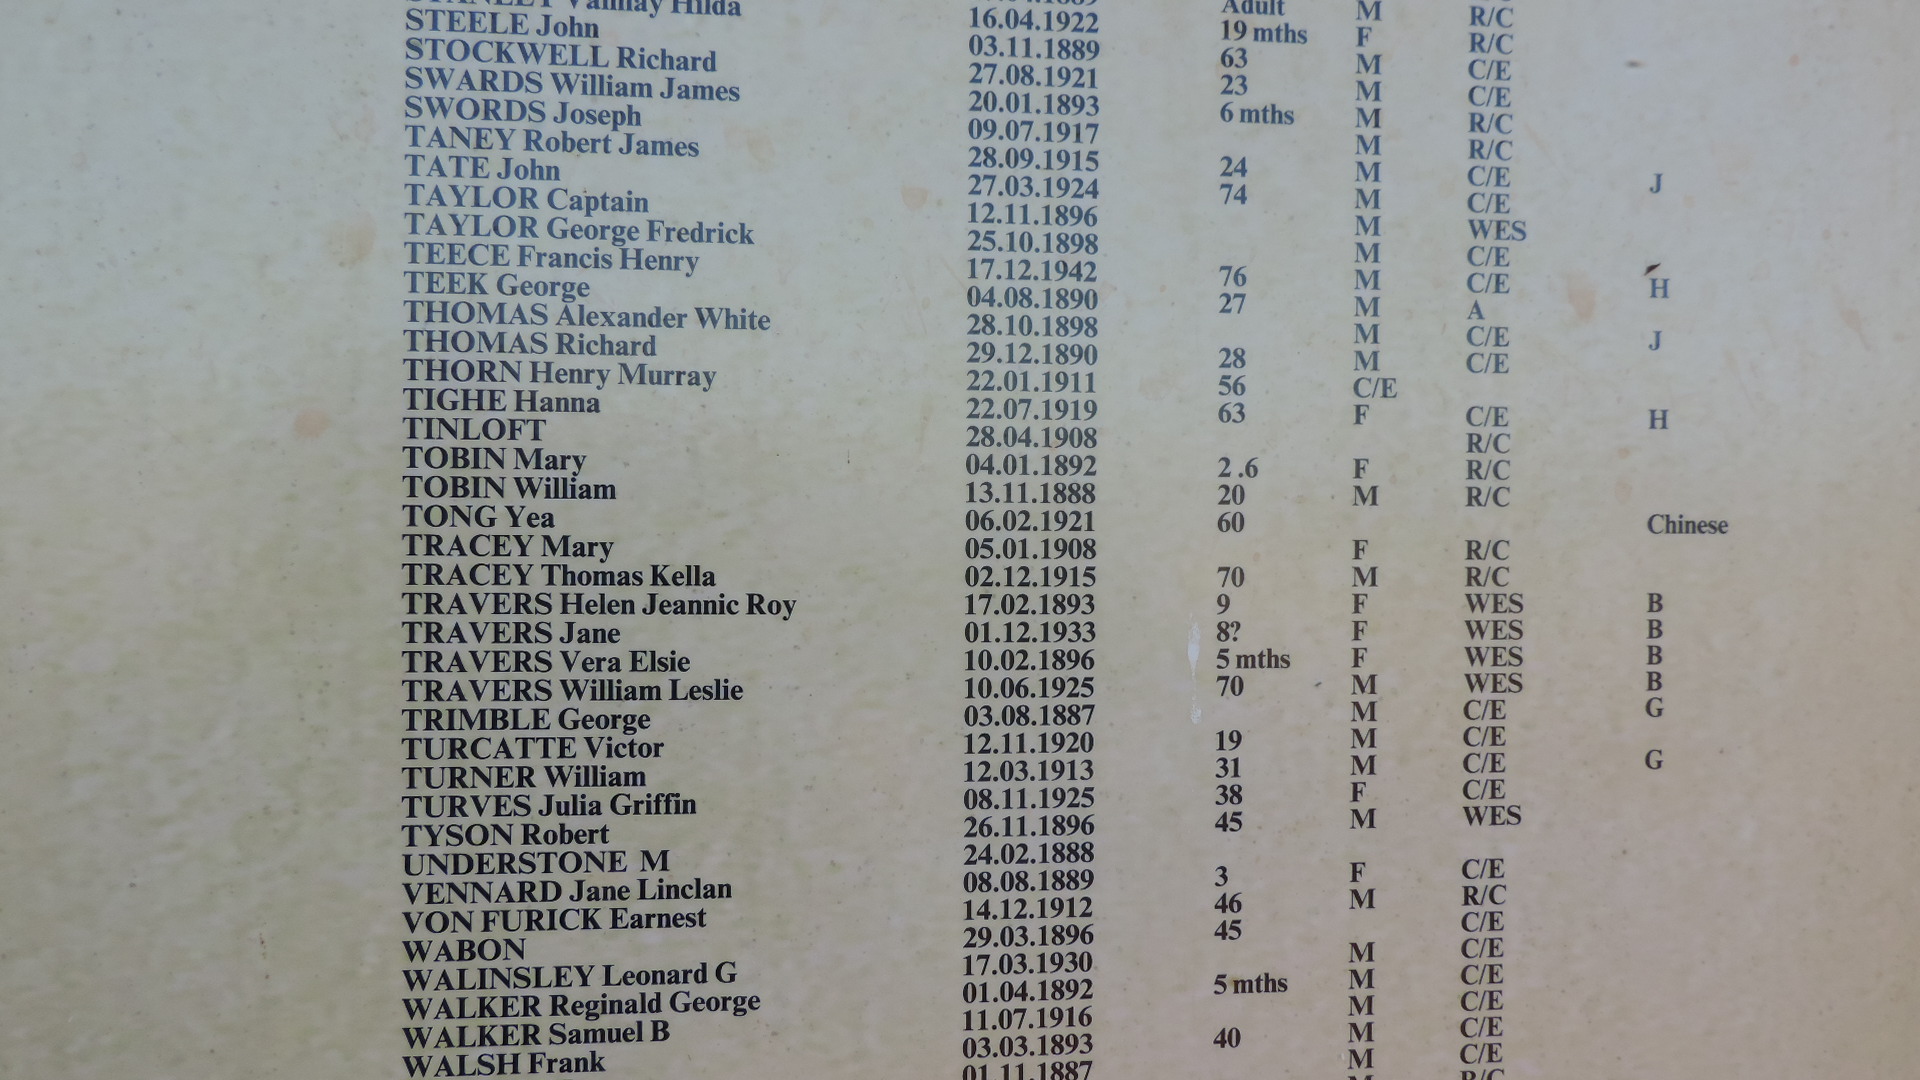 Adult M R/C
STANLEY Vanmay Hilda 16.04.1922 19 mths F R/C
STEELE John 03.11.1889 63 M C/E
STOCKWELL Richard 27.08.1921 23 M C/E
SWARDS William James 20.01.1893 6 mths M R/C
SWORDS Joseph 09.07.1917 M R/C
TANEY Robert James 28.09.1915 24 M C/E J
TATE John 27.03.1924 74 M C/E
TAYLOR Captain 12.11.1896 M WES
TAYLOR George Fredrick 25.10.1898 M C/E
TEECE Francis Henry 17.12.1942 76 M C/E H
TEEK George 04.08.1890 27 M A
THOMAS Alexander White 28.10.1898 M C/E J
THOMAS Richard 29.12.1890 28 M C/E
THORN Henry Murray 22.01.1911 56 C/E
TIGHE Hanna 22.07.1919 63 F C/E H
TINLOFT 28.04.1908 R/C
TOBIN Mary 04.01.1892 2.6 F R/C
TOBIN William 13.11.1888 20 M R/C
TONG Yea 06.02.1921 60 Chinese
TRACEY Mary 05.01.1908 F R/C
TRACEY Thomas Kella 02.12.1915 70 M R/C
TRAVERS Helen Jeannic Roy 17.02.1893 9 F WES B
TRAVERS Jane 01.12.1933 8? F WES B
TRAVERS Vera Elsie 10.02.1896 5 mths F WES B
TRAVERS William Leslie 10.06.1925 70 M WES B
TRIMBLE George 03.08.1887 M C/E G
TURCATTE Victor 12.11.1920 19 M C/E
TURNER William 12.03.1913 31 M C/E G
TURVES Julia Griffin 08.11.1925 38 F C/E
TYSON Robert 26.11.1896 45 M WES
UNDERSTONE M 24.02.1888
VENNARD Jane Linclan 08.08.1889 3 F C/E
VON FURICK Earnest 14.12.1912 46 M R/C
WABON 29.03.1896 45 C/E
WALINSLEY Leonard G 17.03.1930 M C/E
WALKER Reginald George 01.04.1892 5 mths M C/E
WALKER Samuel B 11.07.1916 M C/E
WALSH Frank 03.03.1893 40 M C/E
01.11.1887 M C/E
R/C